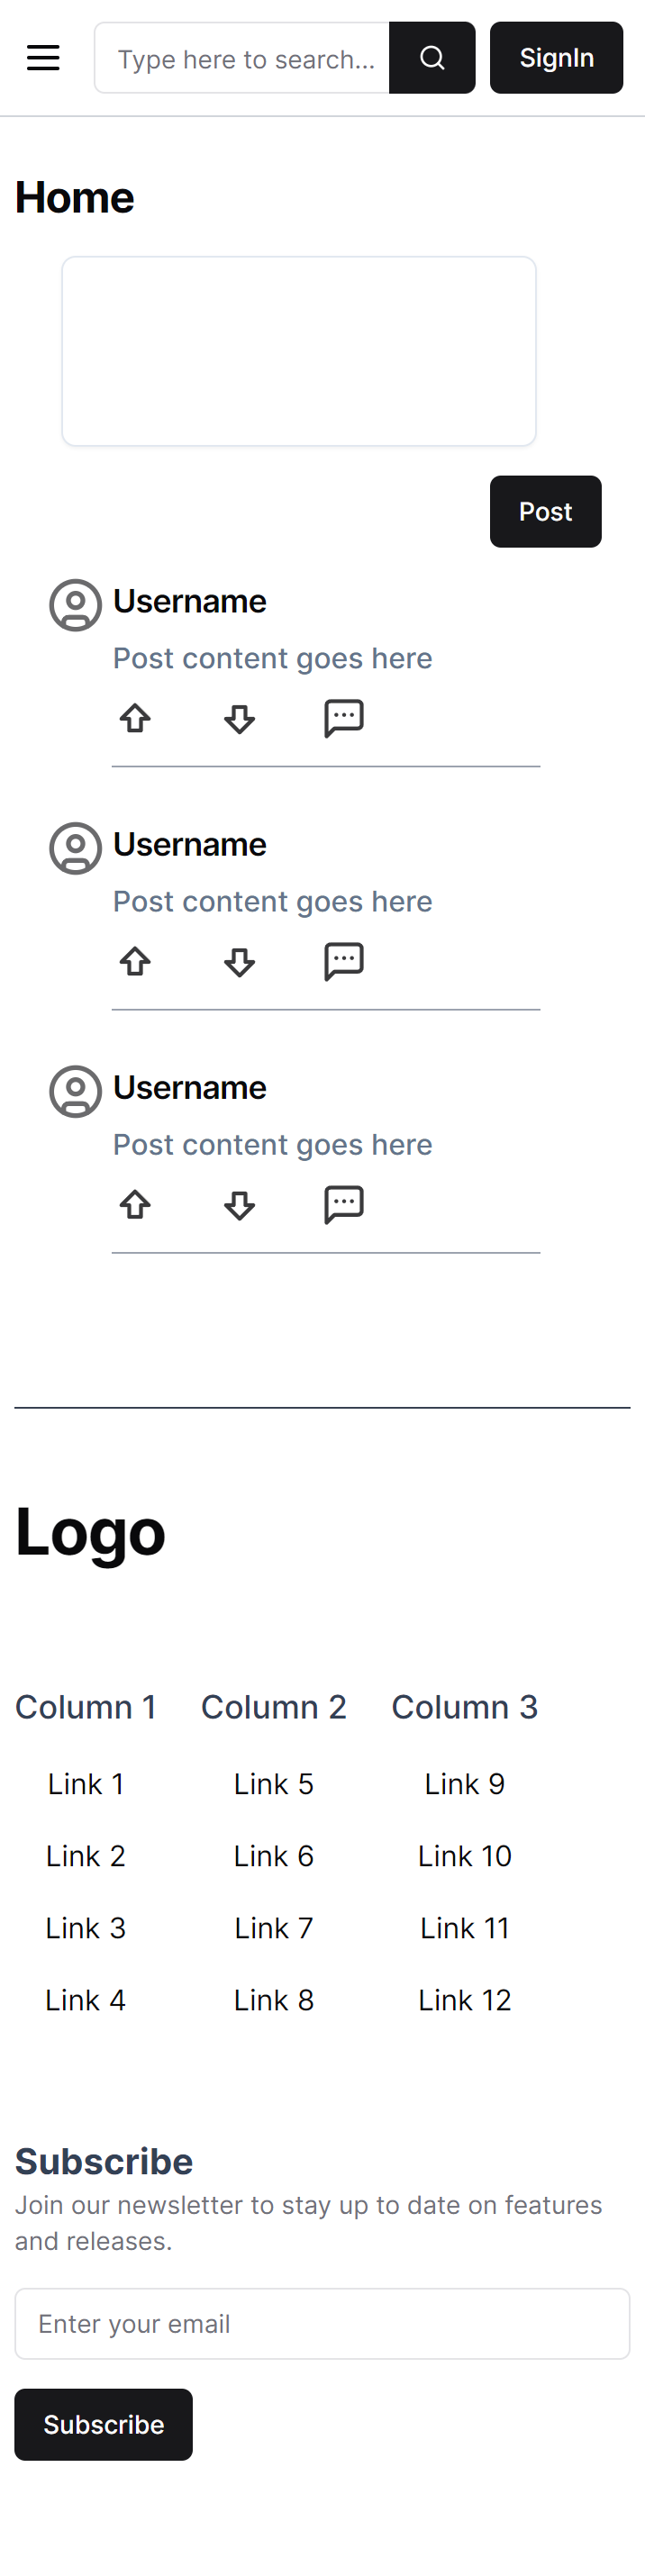 Type here to search...
SignIn
Home
Post
Username
Post content goes here
Username
Post content goes here
Username
Post content goes here
Logo
Column 1 Column 2 Column 3
Link 1 Link 5 Link 9
Link 2 Link 6 Link 10
Link 3 Link 7 Link 11
Link 4 Link 8 Link 12
Subscribe
Join our newsletter to stay up to date on features
and releases.
Enter your email
Subscribe